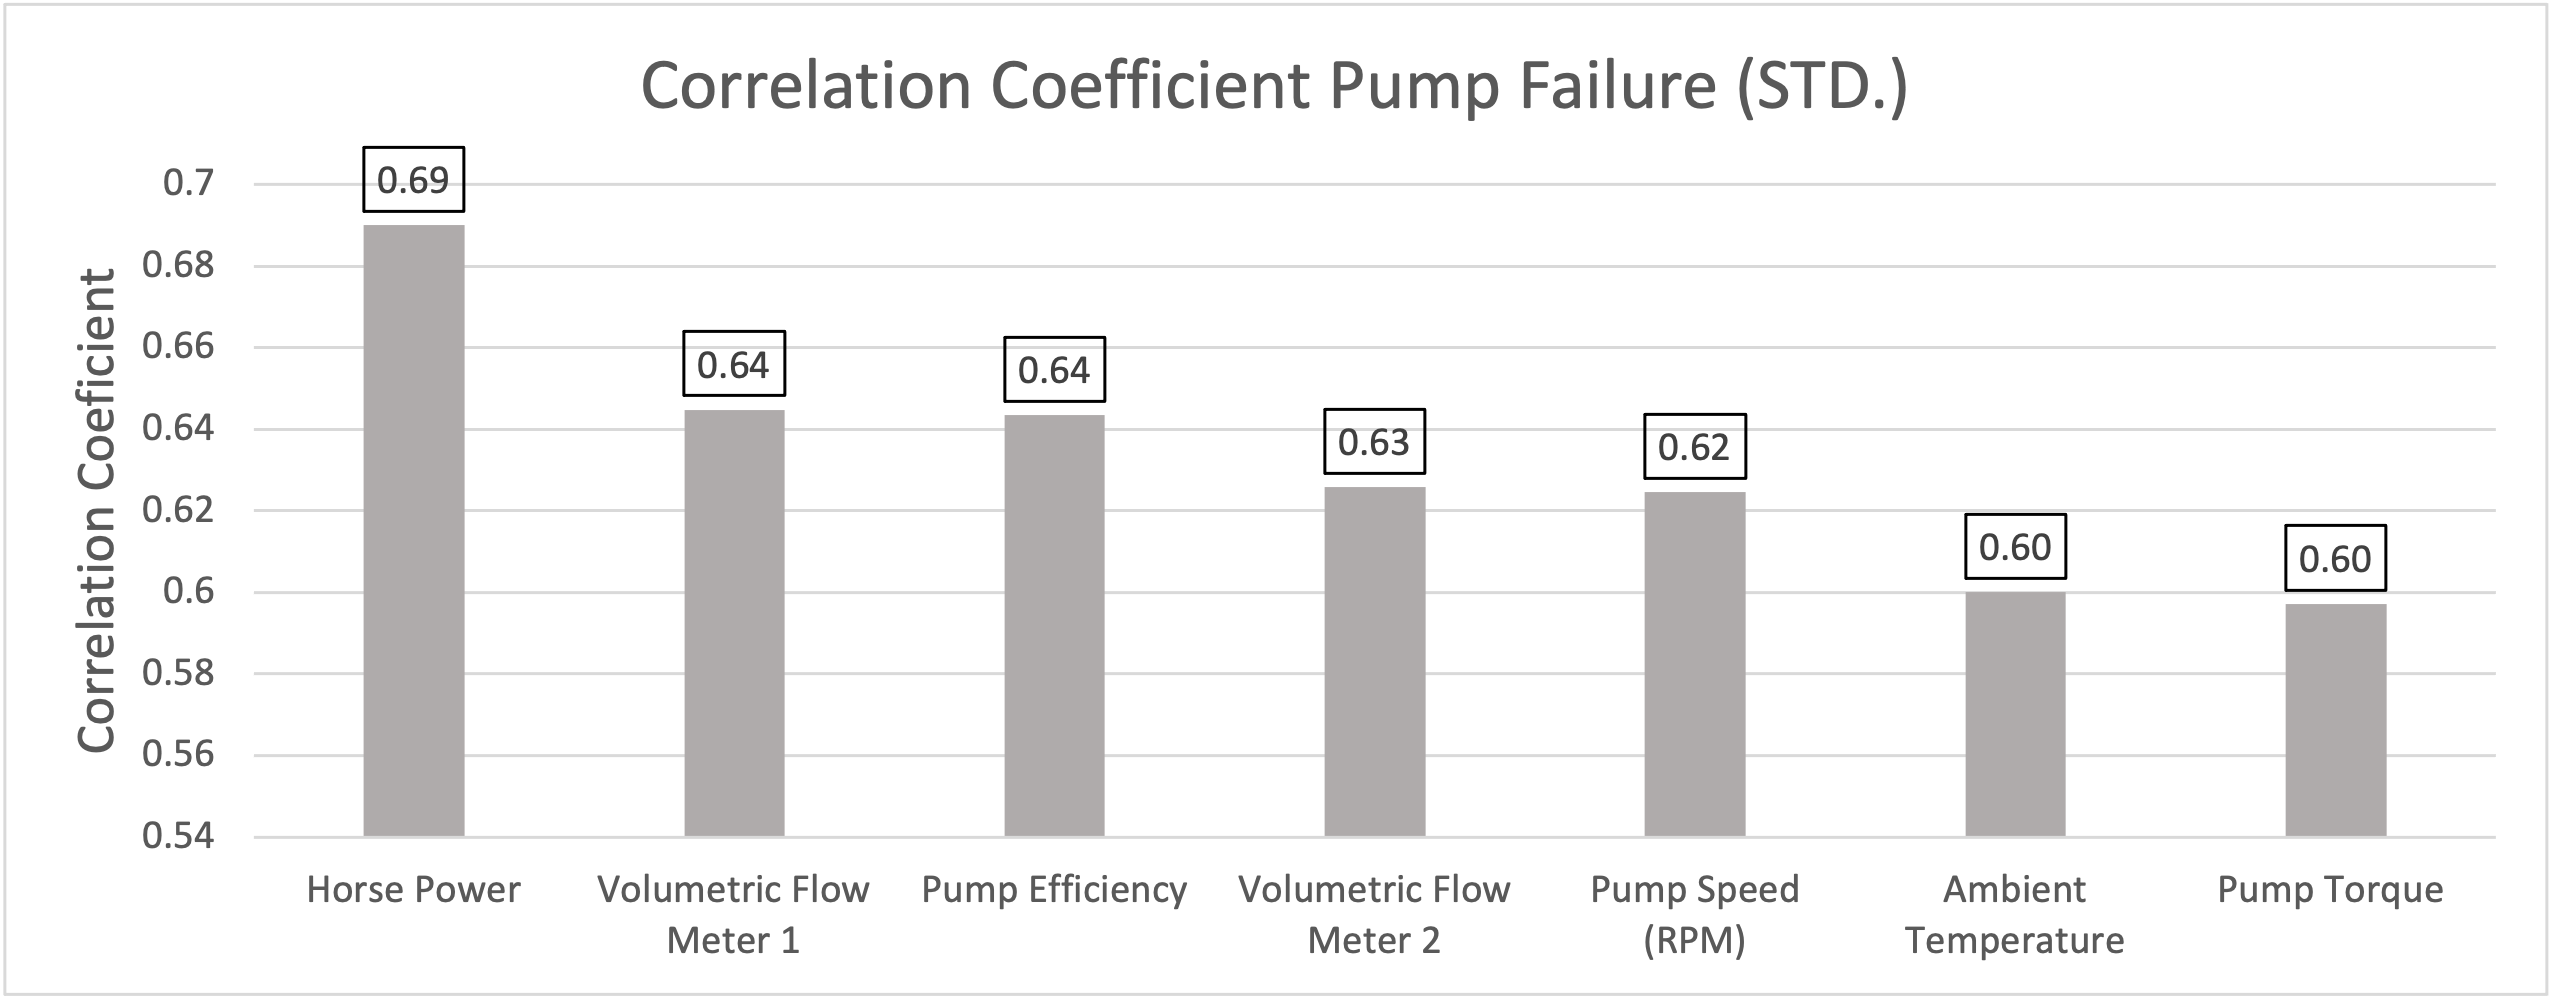 Correlation Coefficient Pump Failure (STD.)
Correlation Coeficient
0.7
0.68
0.66
0.64
0.62
0.6
0.58
0.56
0.54
0.69
0.64
0.64
0.63
0.62
0.60
0.60
Horse Power
Volumetric Flow
Meter 1
Pump Efficiency
Volumetric Flow
Meter 2
Pump Speed
(RPM)
Ambient
Temperature
Pump Torque